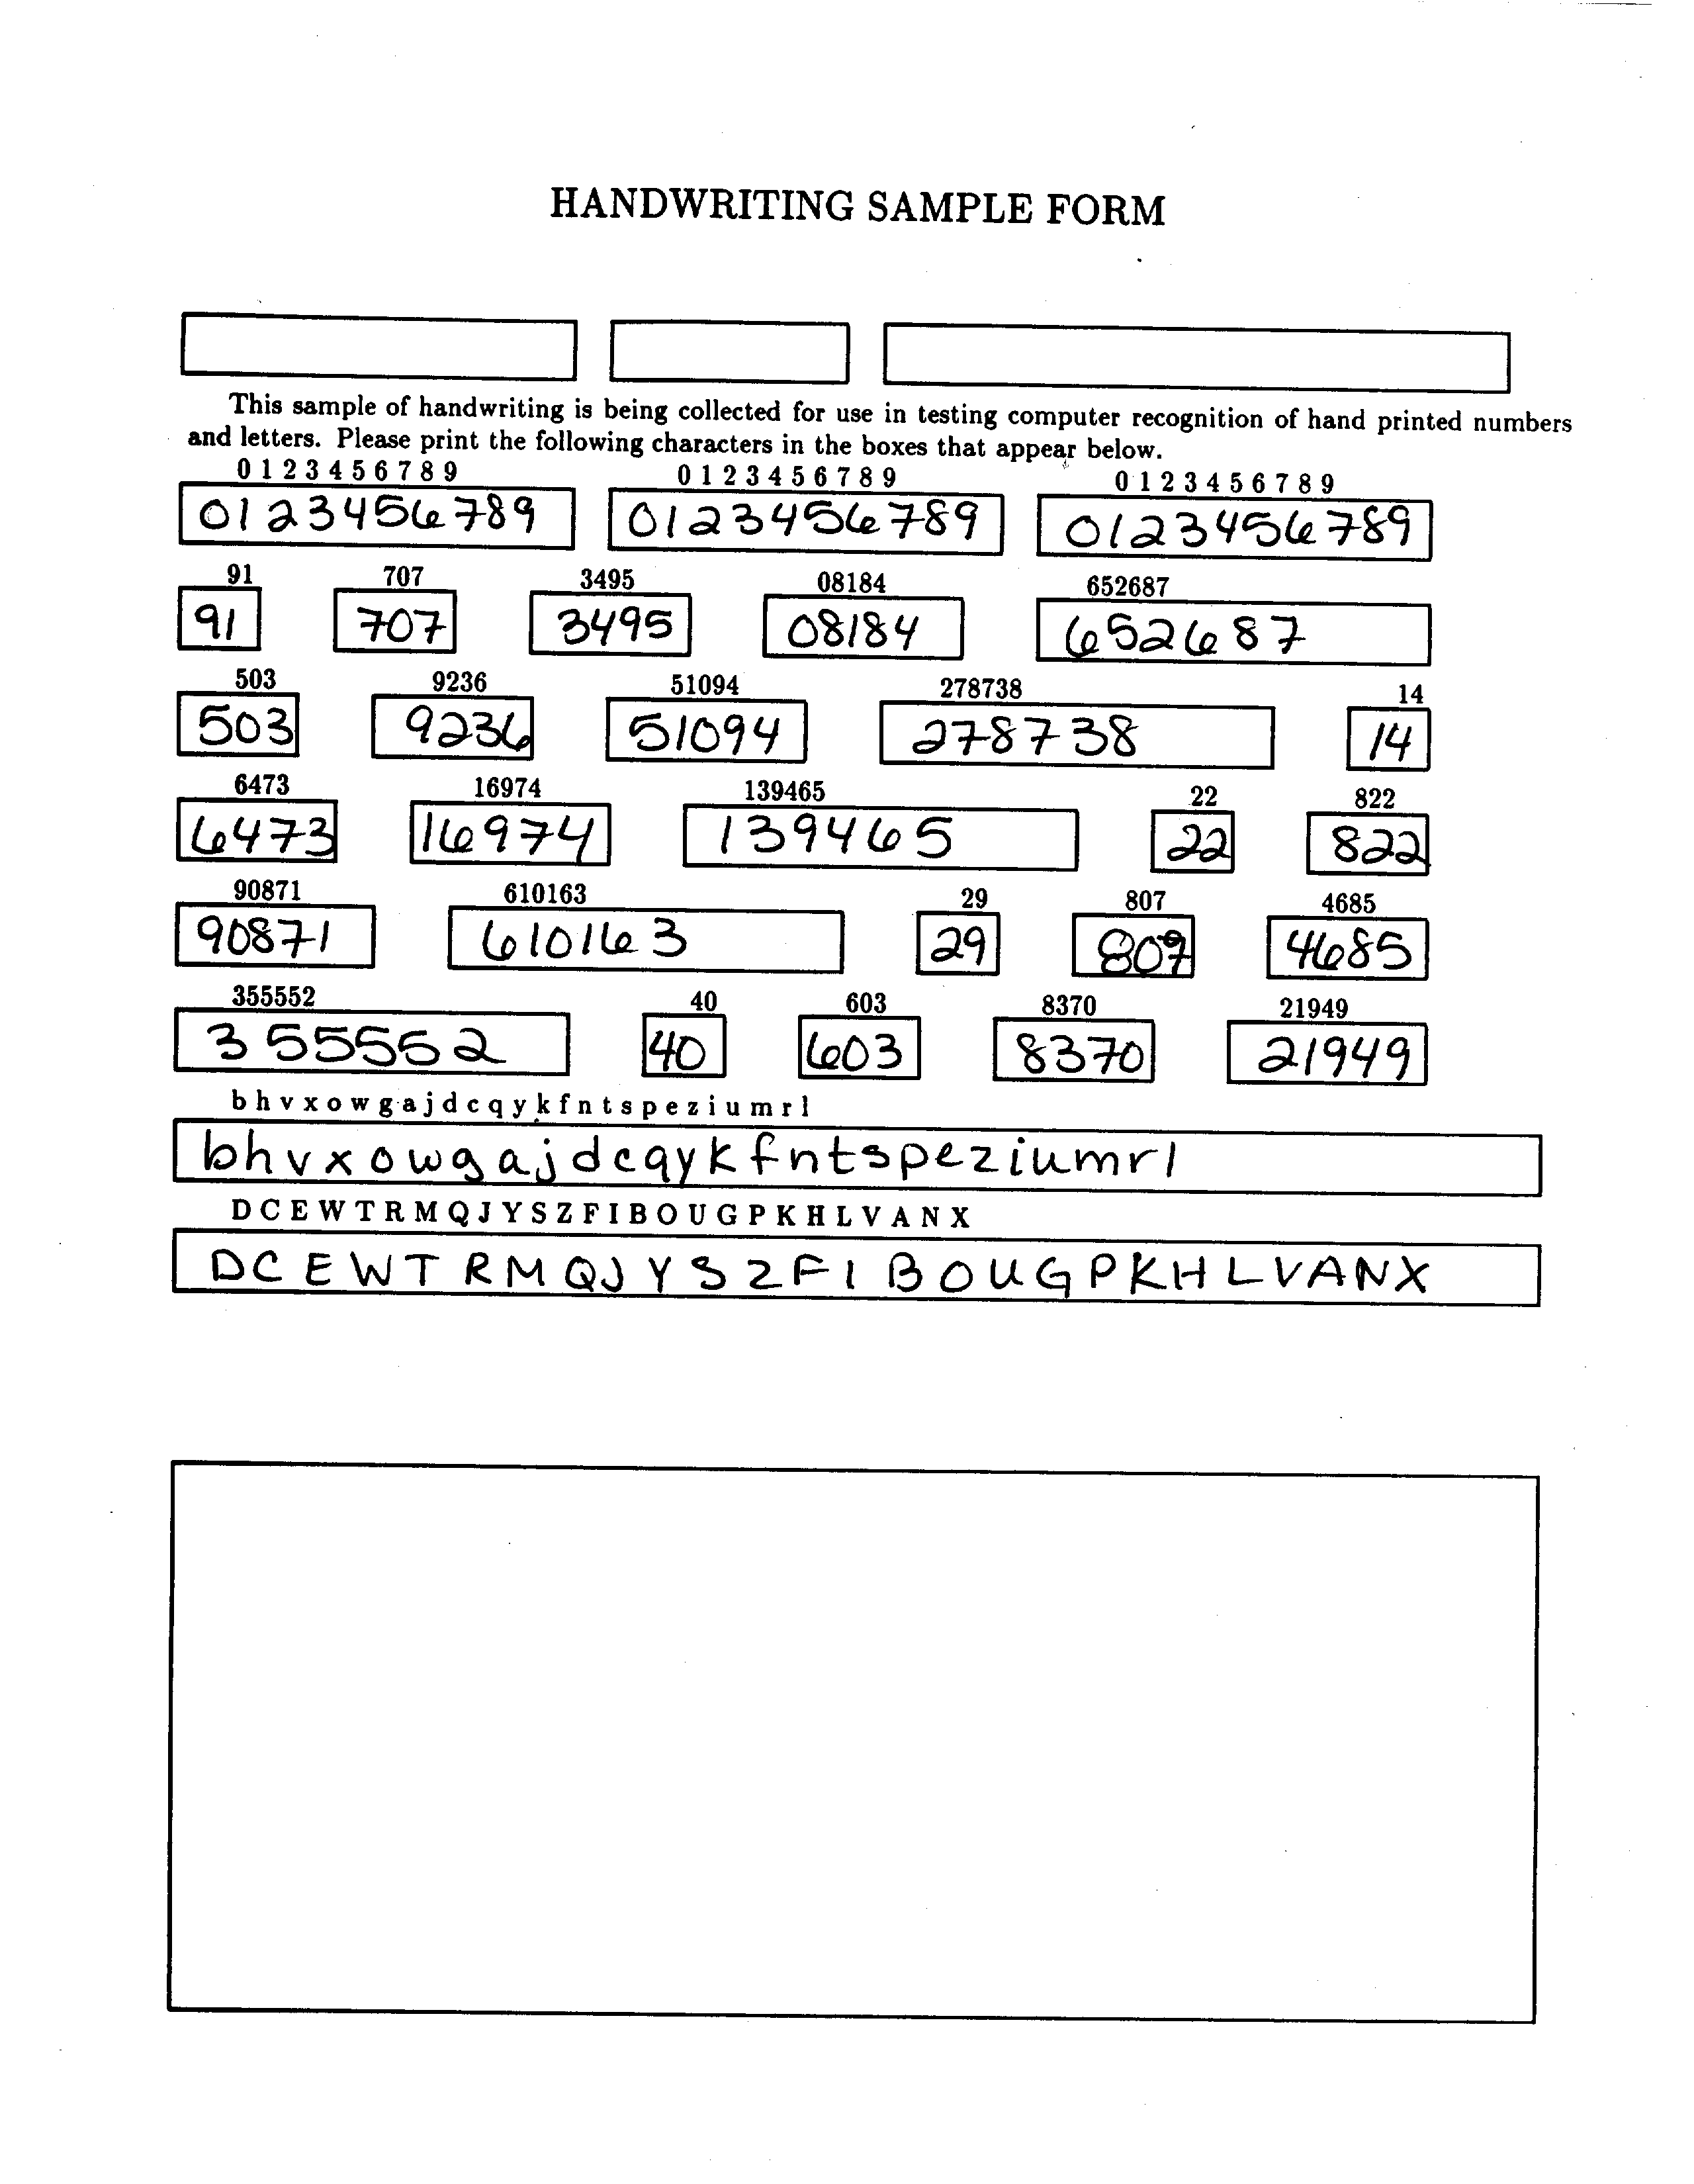 HANDWRITING SAMPLE FORM
This sample of handwriting is being collected for use in testing computer recognition of hand printed numbers
and letters. Please print the following characters in the boxes that appear below.
0 1 2 3 4 5 6 7 8 9 0 1 2 3 4 5 6 7 8 9 0 1 2 3 4 5 6 7 8 9
0123456789 0123456789 0123456789
91 707 3495 08184 652687
91 707 3495 08184 652687
503 9236 51094 278738 14
503 9236 51094 278738 14
6473 16974 139465 22 822
6473 16974 139465 22 822
90871 610163 29 807 4685
90871 610163 29 807 4685
355552 40 603 8370 21949
355552 40 603 8370 21949
b h v x o w g a j d c q y k f n t s p e z i u m r l
b h v x o w g a j d c q y k f n t s p e z i u m r l
D C E W T R M Q J Y S Z F I B O U G P K H L V A N X
D C E W T R M Q J Y S Z F I B O U G P K H L V A N X